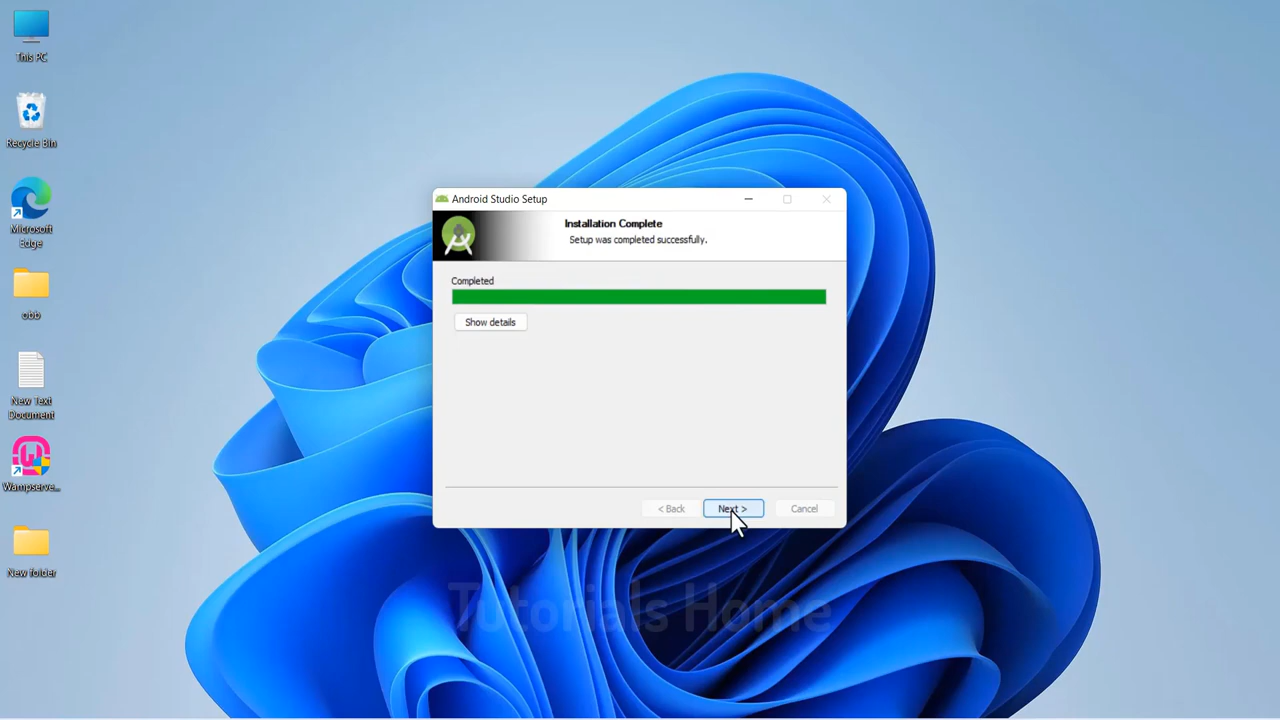 This PC
Recycle Bin
Microsoft
Edge
obb
New Text
Document
Wampserve...
New folder
Android Studio Setup
Installation Complete
Setup was completed successfully.
Completed
Show details
< Back
Next >
Cancel
Tutorials Home